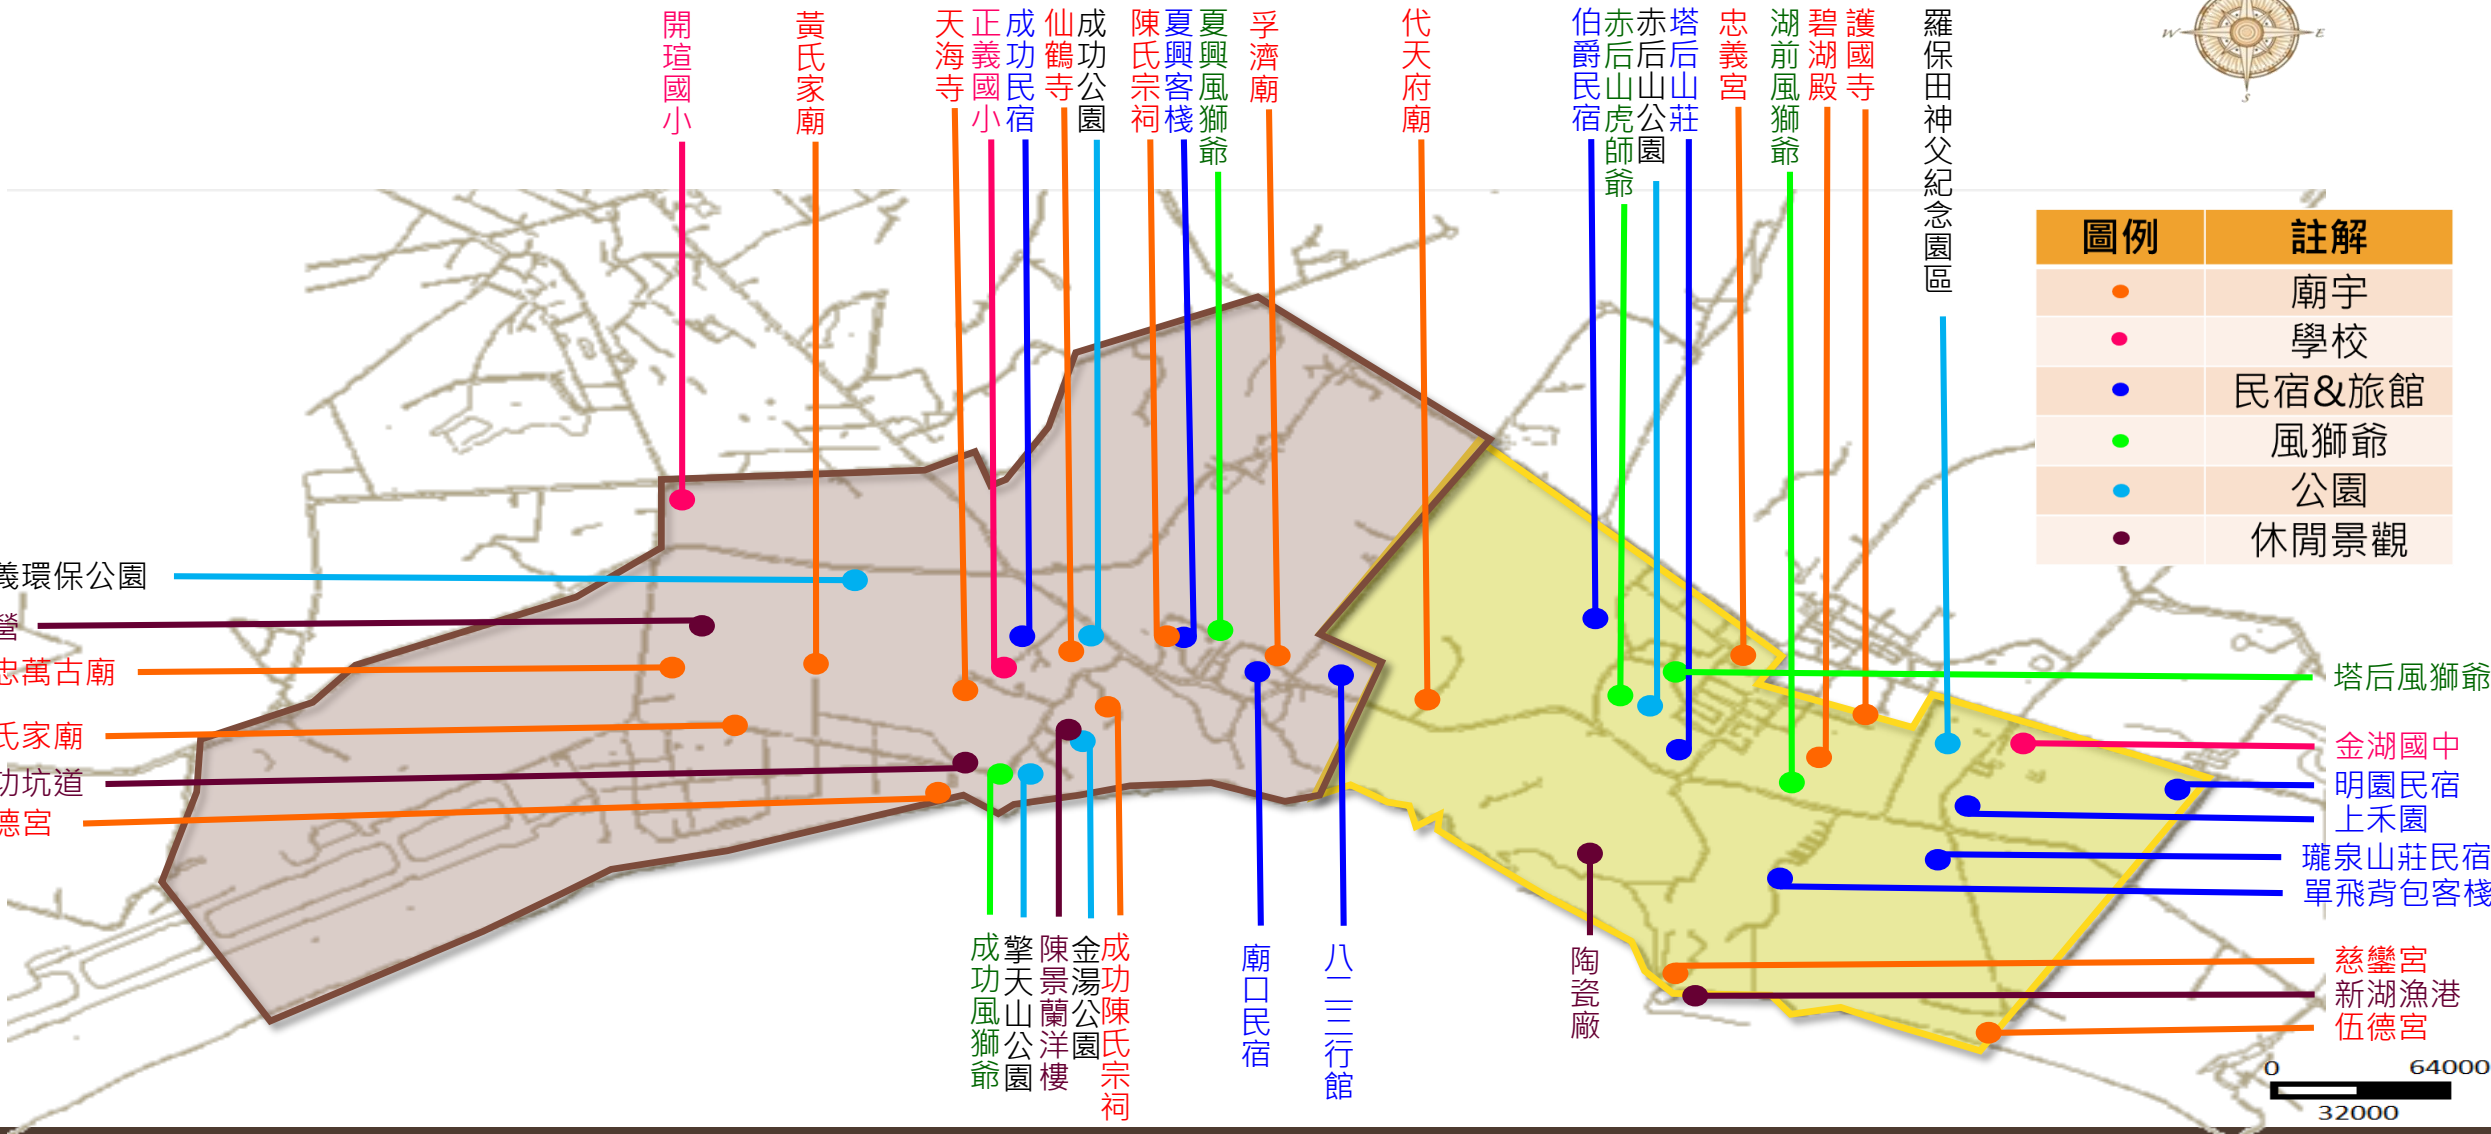 開瑄國小
黃氏家廟
天海寺
正義國小
成功民宿
仙鶴寺
成功公園
陳氏宗祠
夏興客棧
夏興風獅爺
孚濟廟
代天府廟
伯爵民宿
赤后山虎師爺
赤后山公園
塔后山莊
忠義宮
湖前風獅爺
碧湖殿
護國寺
羅保田神父紀念園區
W
E
S
圖例 註解
廟宇
學校
民宿&旅館
風獅爺
公園
休閒景觀
義環保公園
營
忠萬古廟
氏家廟
功坑道
德宮
塔后風獅爺
金湖國中
明園民宿
上禾園
瓏泉山莊民宿
單飛背包客棧
慈鑾宮
新湖漁港
伍德宮
成功風獅爺
擎天山公園
陳景蘭洋樓
金湯公園
成功陳氏宗祠
廟口民宿
八二三行館
陶瓷廠
0 64000
32000